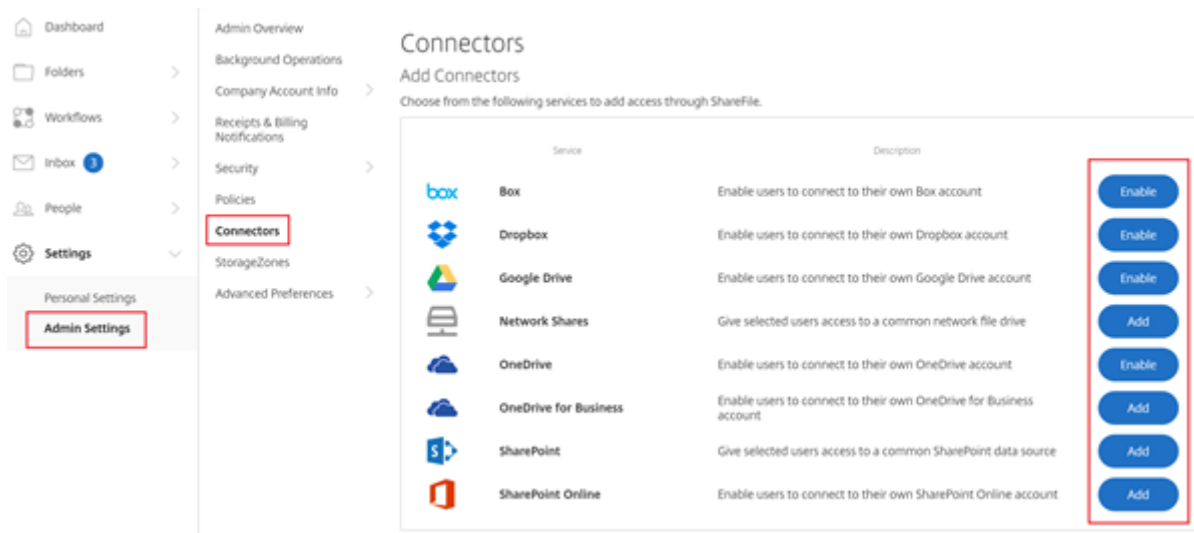 Dashboard
Folders
Workflows
Inbox 3
People
Settings
Personal Settings
Admin Settings
Admin Overview
Background Operations
Company Account Info
Receipts & Billing
Notifications
Security
Policies
Connectors
StorageZones
Advanced Preferences
Connectors
Add Connectors
Choose from the following services to add access through ShareFile.
Service Description
box Box Enable users to connect to their own Box account Enable
Dropbox Enable users to connect to their own Dropbox account Enable
Google Drive Enable users to connect to their own Google Drive account Enable
Network Shares Give selected users access to a common network file drive Add
OneDrive Enable users to connect to their own OneDrive account Enable
OneDrive for Business Enable users to connect to their own OneDrive for Business
account Add
S SharePoint Give selected users access to a common SharePoint data source Add
SharePoint Online Enable users to connect to their own SharePoint Online account Add